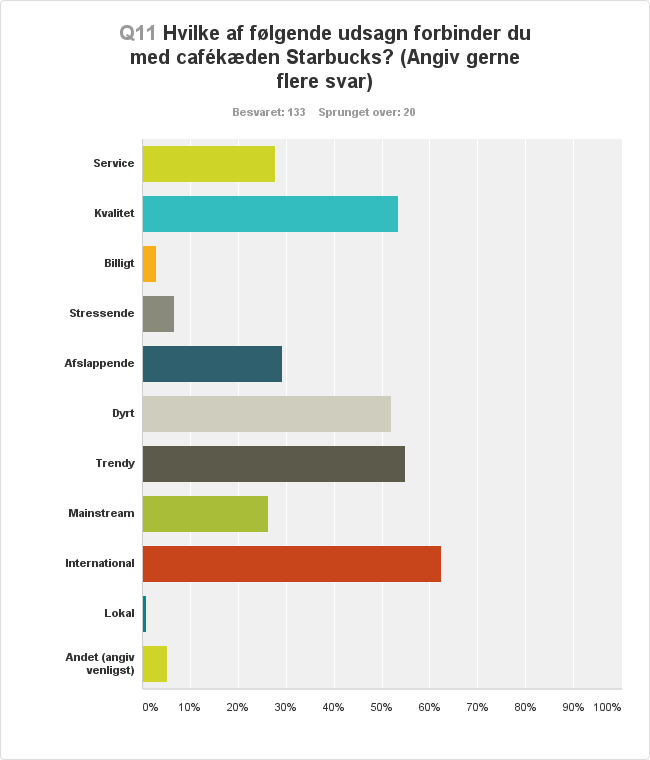 Q11 Hvilke af følgende udsagn forbinder du
med cafékæden Starbucks? (Angiv gerne
flere svar)
Besvaret: 133 Sprunget over: 20
Service
Kvalitet
Billigt
Stressende
Afslappende
Dyrt
Trendy
Mainstream
International
Lokal
Andet (angiv
venligst)
0% 10% 20% 30% 40% 50% 60% 70% 80% 90% 100%